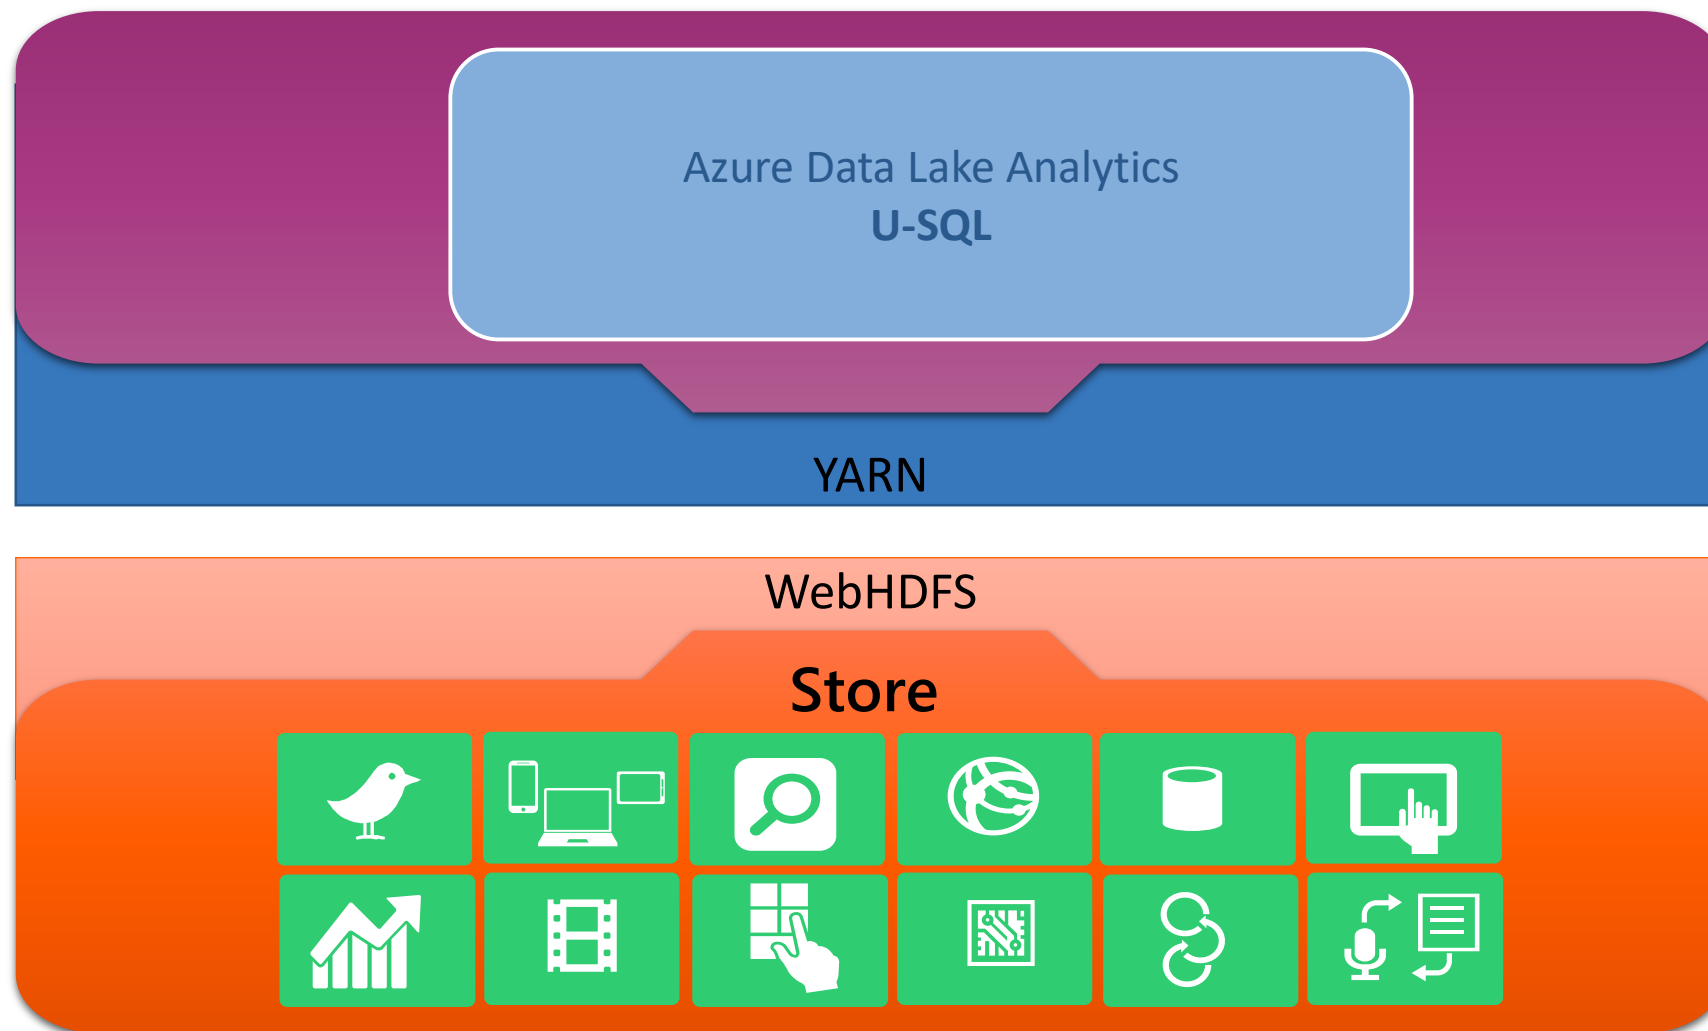 Azure Data Lake Analytics
U-SQL
YARN
WebHDFS
Store